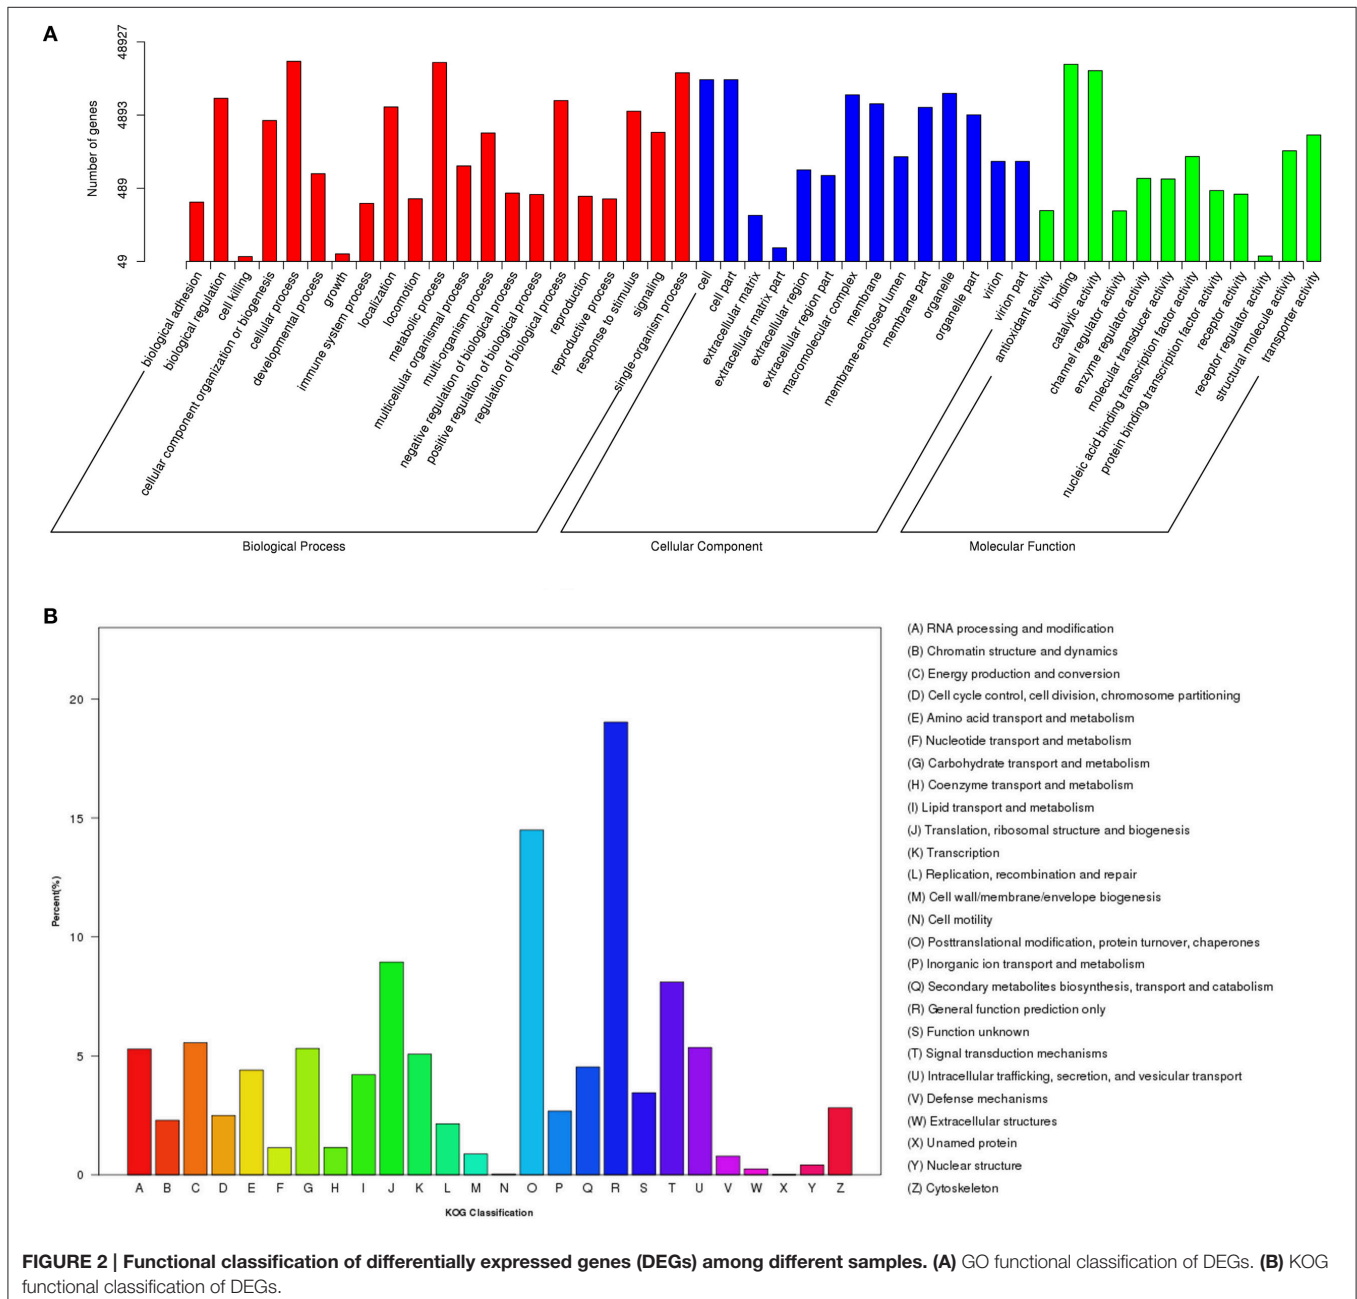 A
Number of genes
48927
4893
489
49
biological adhesion
biological regulation
cell killing
cellular component organization or biogenesis
cellular process
developmental process
growth
immune system process
localization
locomotion
metabolic process
multicellular organismal process
multi-organism process
negative regulation of biological process
positive regulation of biological process
regulation of biological process
reproduction
reproductive process
response to stimulus
signaling
single-organism process
cell
cell part
extracellular matrix
extracellular matrix part
extracellular region
extracellular region part
macromolecular complex
membrane
membrane-enclosed lumen
membrane part
organelle
organelle part
virion
virion part
antioxidant activity
binding
catalytic activity
channel regulator activity
enzyme regulator activity
molecular transducer activity
nucleic acid binding transcription factor activity
protein binding transcription factor activity
receptor activity
receptor regulator activity
structural molecule activity
transporter activity
Biological Process
Cellular Component
Molecular Function
B
Percent(%)
20
15
10
5
0
A B C D E F G H I J K L M N O P Q R S T U V W X Y Z
KOG Classification
(A) RNA processing and modification
(B) Chromatin structure and dynamics
(C) Energy production and conversion
(D) Cell cycle control, cell division, chromosome partitioning
(E) Amino acid transport and metabolism
(F) Nucleotide transport and metabolism
(G) Carbohydrate transport and metabolism
(H) Coenzyme transport and metabolism
(I) Lipid transport and metabolism
(J) Translation, ribosomal structure and biogenesis
(K) Transcription
(L) Replication, recombination and repair
(M) Cell wall/membrane/envelope biogenesis
(N) Cell motility
(O) Posttranslational modification, protein turnover, chaperones
(P) Inorganic ion transport and metabolism
(Q) Secondary metabolites biosynthesis, transport and catabolism
(R) General function prediction only
(S) Function unknown
(T) Signal transduction mechanisms
(U) Intracellular trafficking, secretion, and vesicular transport
(V) Defense mechanisms
(W) Extracellular structures
(X) Unamed protein
(Y) Nuclear structure
(Z) Cytoskeleton
FIGURE 2 | Functional classification of differentially expressed genes (DEGs) among different samples. (A) GO functional classification of DEGs. (B) KOG
functional classification of DEGs.